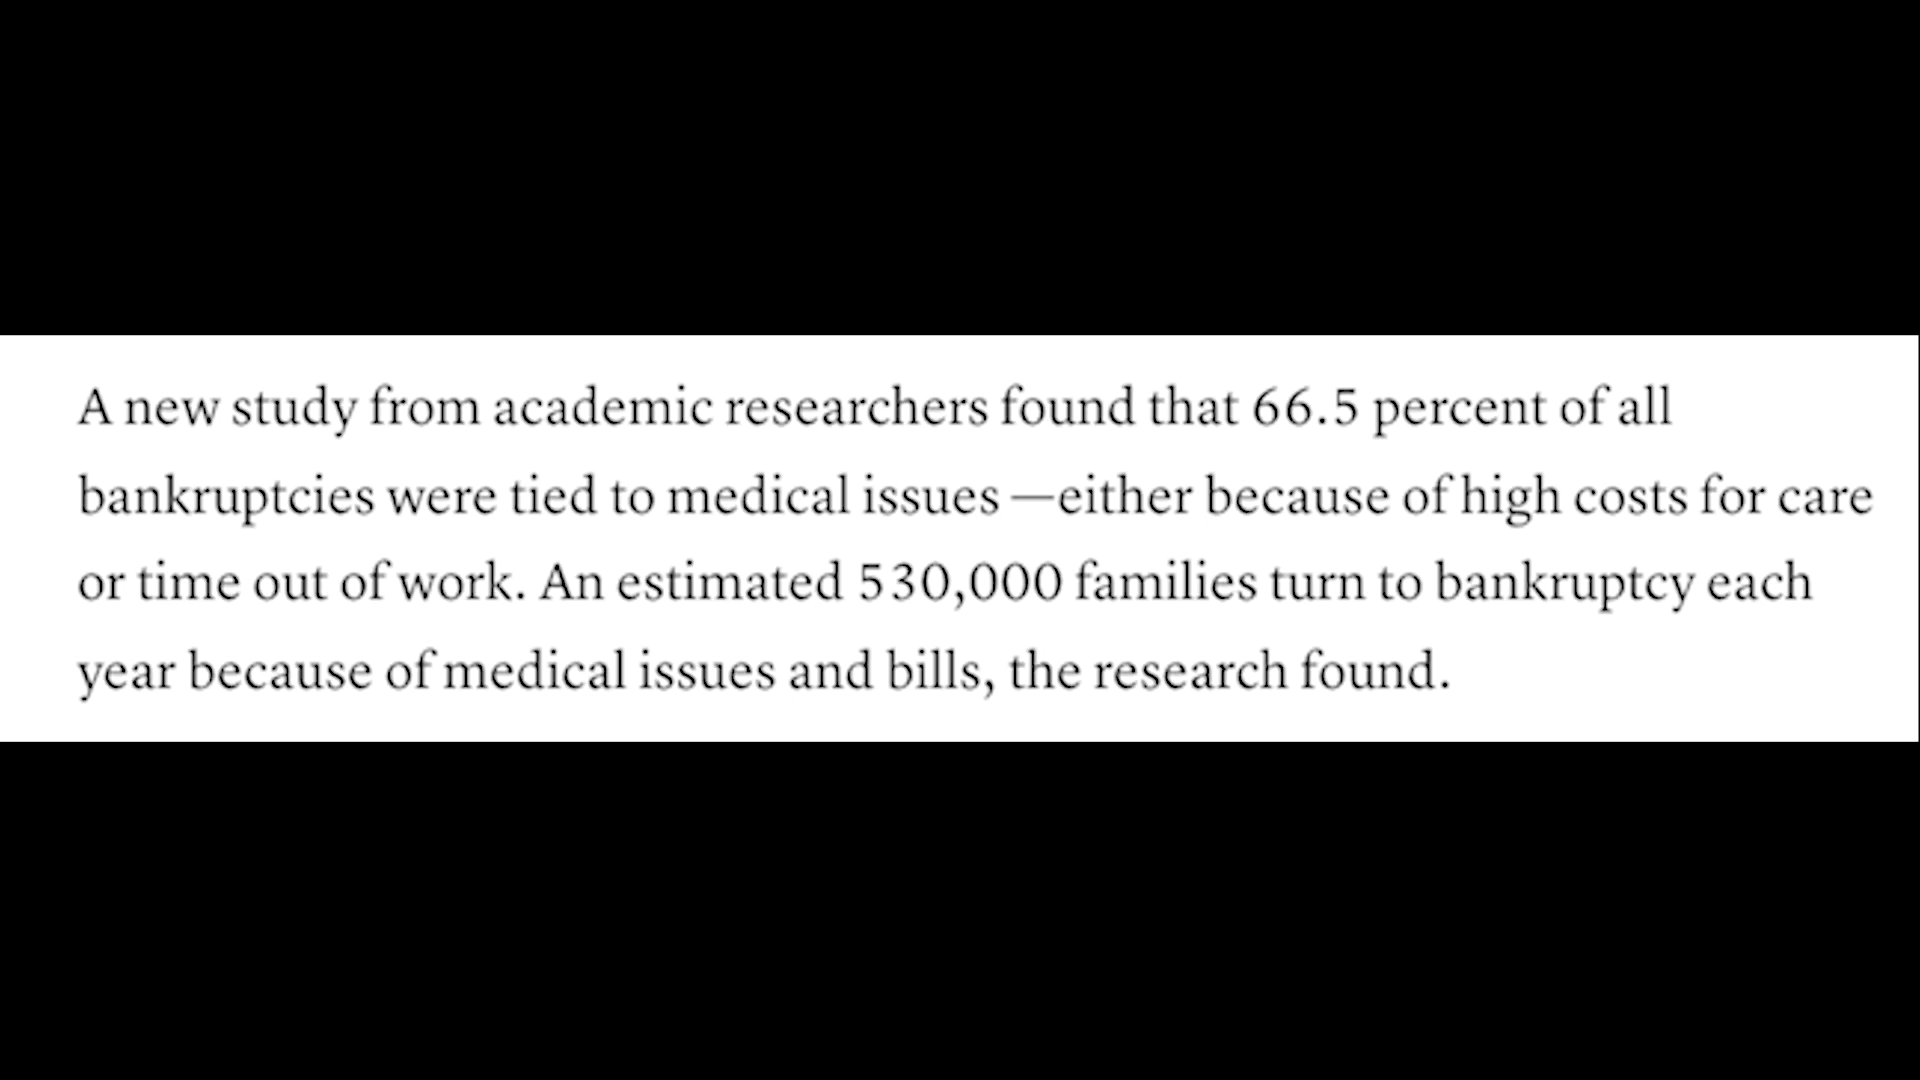 A new study from academic researchers found that 66.5 percent of all
bankruptcies were tied to medical issues —either because of high costs for care
or time out of work. An estimated 530,000 families turn to bankruptcy each
year because of medical issues and bills, the research found.